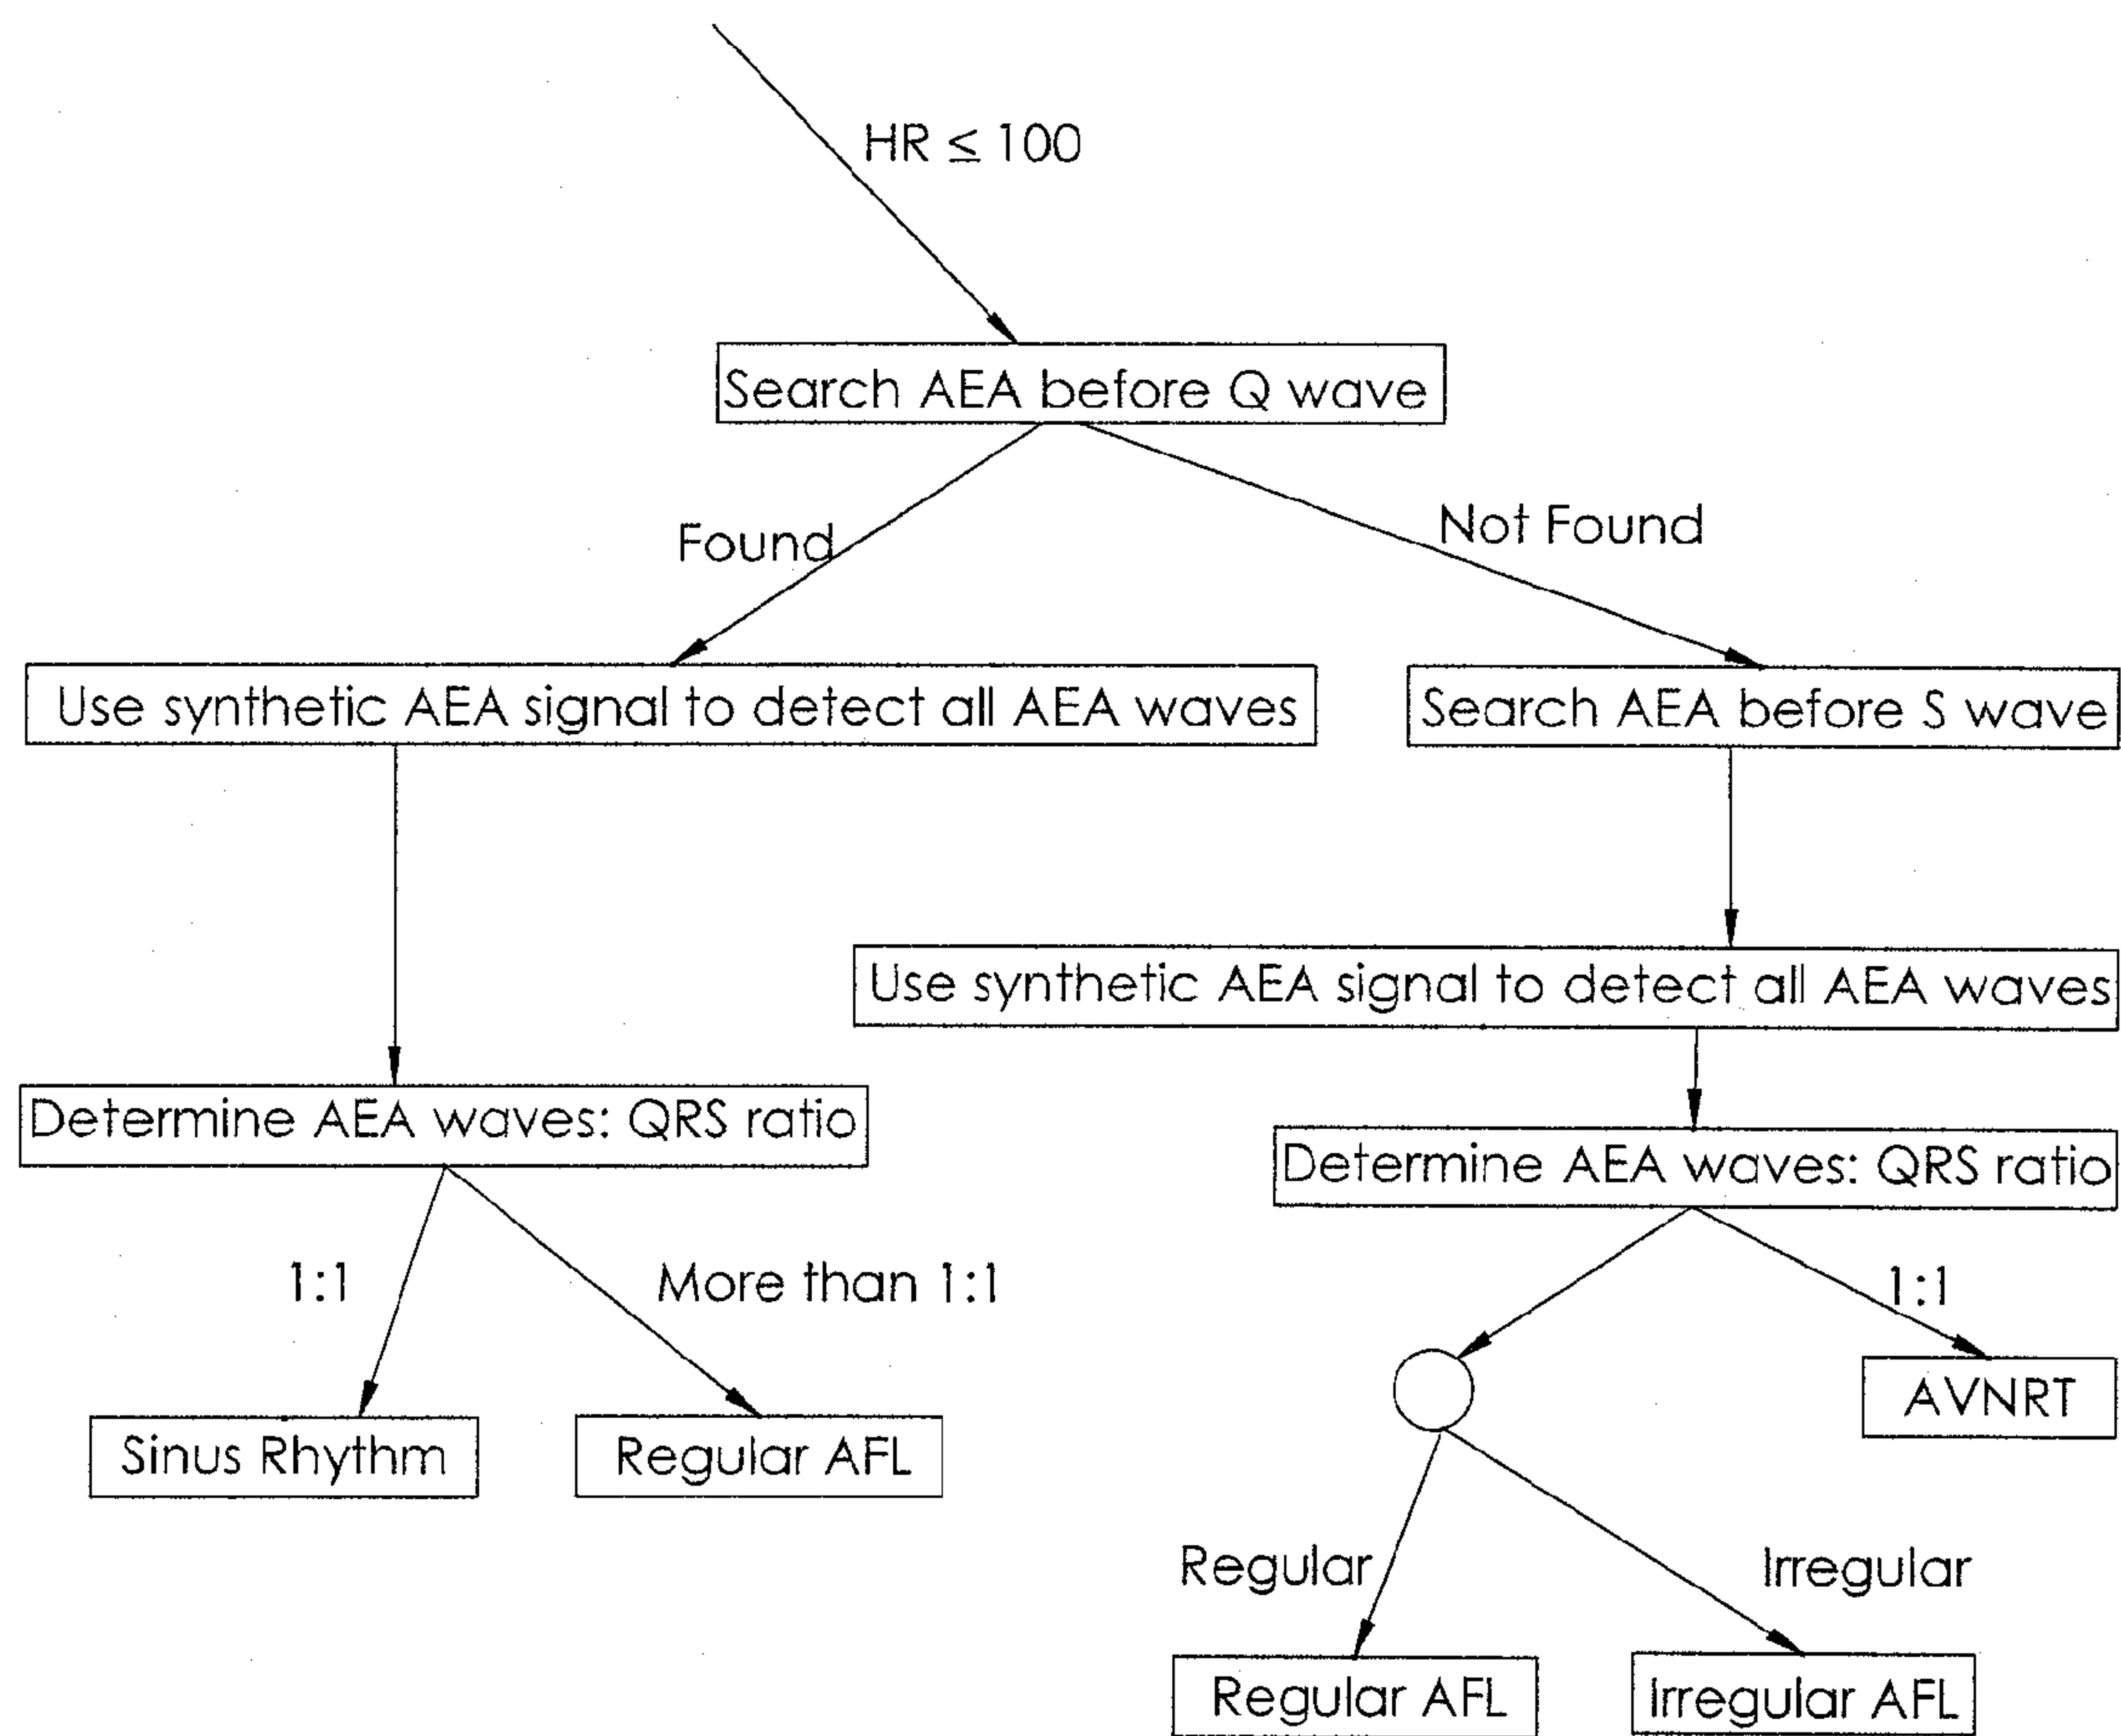 HR ≤ 100
Search AEA before Q wave
Found
Not Found
Use synthetic AEA signal to detect all AEA waves
Search AEA before S wave
Use synthetic AEA signal to detect all AEA waves
Determine AEA waves: QRS ratio
Determine AEA waves: QRS ratio
1:1
More than 1:1
1:1
Sinus Rhythm
Regular AFL
AVNRT
Regular
Irregular
Regular AFL
Irregular AFL